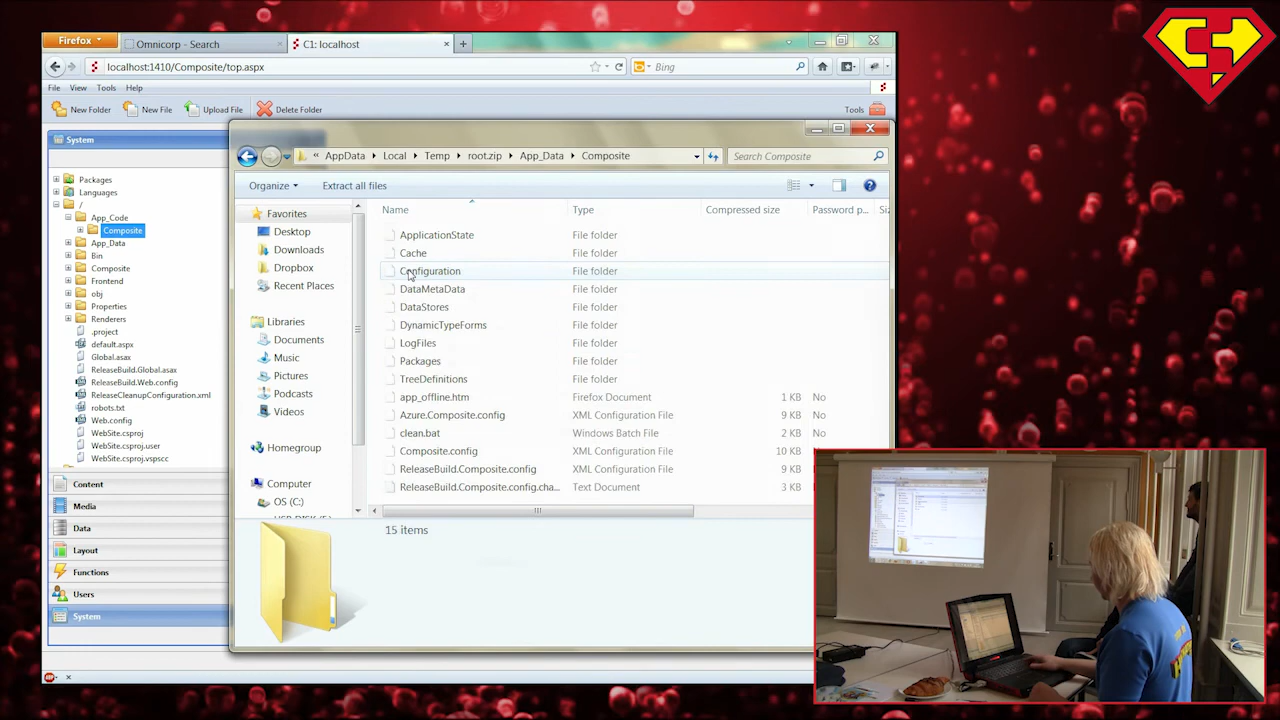 Firefox
Omnicorp - Search
C1: localhost
localhost:1410/Composite/top.aspx
Bing
File View Tools Help
New Folder New File Upload File Delete Folder Tools
System
Packages
Languages
/
App_Code
Composite
App_Data
Bin
Composite
Frontend
obj
Properties
Renderers
.project
default.aspx
Global.asax
ReleaseBuild.Global.asax
ReleaseBuild.Web.config
ReleaseCleanupConfiguration.xml
robots.txt
Web.config
WebSite.csproj
WebSite.csproj.user
WebSite.csproj.vspscc
Content
Media
Data
Layout
Functions
Users
System
« AppData Local Temp root.zip App_Data Composite
Search Composite
Organize Extract all files
Favorites
Desktop
Downloads
Dropbox
Recent Places
Libraries
Documents
Music
Pictures
Podcasts
Videos
Homegroup
Computer
OS (C:)
Name Type Compressed size Password p... Siz
ApplicationState File folder
Cache File folder
Configuration File folder
DataMetaData File folder
DataStores File folder
DynamicTypeForms File folder
LogFiles File folder
Packages File folder
TreeDefinitions File folder
app_offline.htm Firefox Document 1 KB No
Azure.Composite.config XML Configuration File 9 KB No
clean.bat Windows Batch File 2 KB No
Composite.config XML Configuration File 10 KB No
ReleaseBuild.Composite.config XML Configuration File 9 KB No
ReleaseBuild.Composite.config.cha... Text Document 3 KB No
15 items